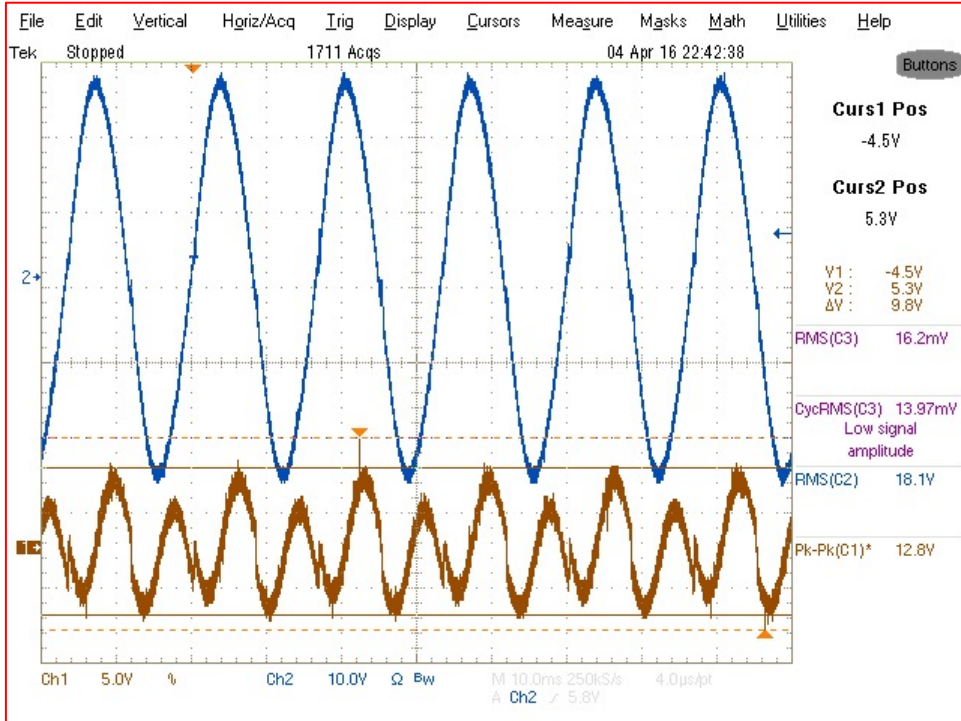 File Edit Vertical Horiz/Acq Trig Display Cursors Measure Masks Math Utilities Help
Tek Stopped 1711 Acqs 04 Apr 16 22:42:38
Buttons
Curs1 Pos
-4.5V
Curs2 Pos
5.3V
V1 : -4.5V
V2 : 5.3V
ΔV : 9.8V
RMS(C3) 16.2mV
CycRMS(C3) 13.97mV
Low signal
amplitude
RMS(C2) 18.1V
Pk-Pk(C1)* 12.8V
2
1
Ch1 5.0V Ch2 10.0V Ω Bw M 10.0ms 250kS/s 4.0µs/pt
A Ch2 5.8V